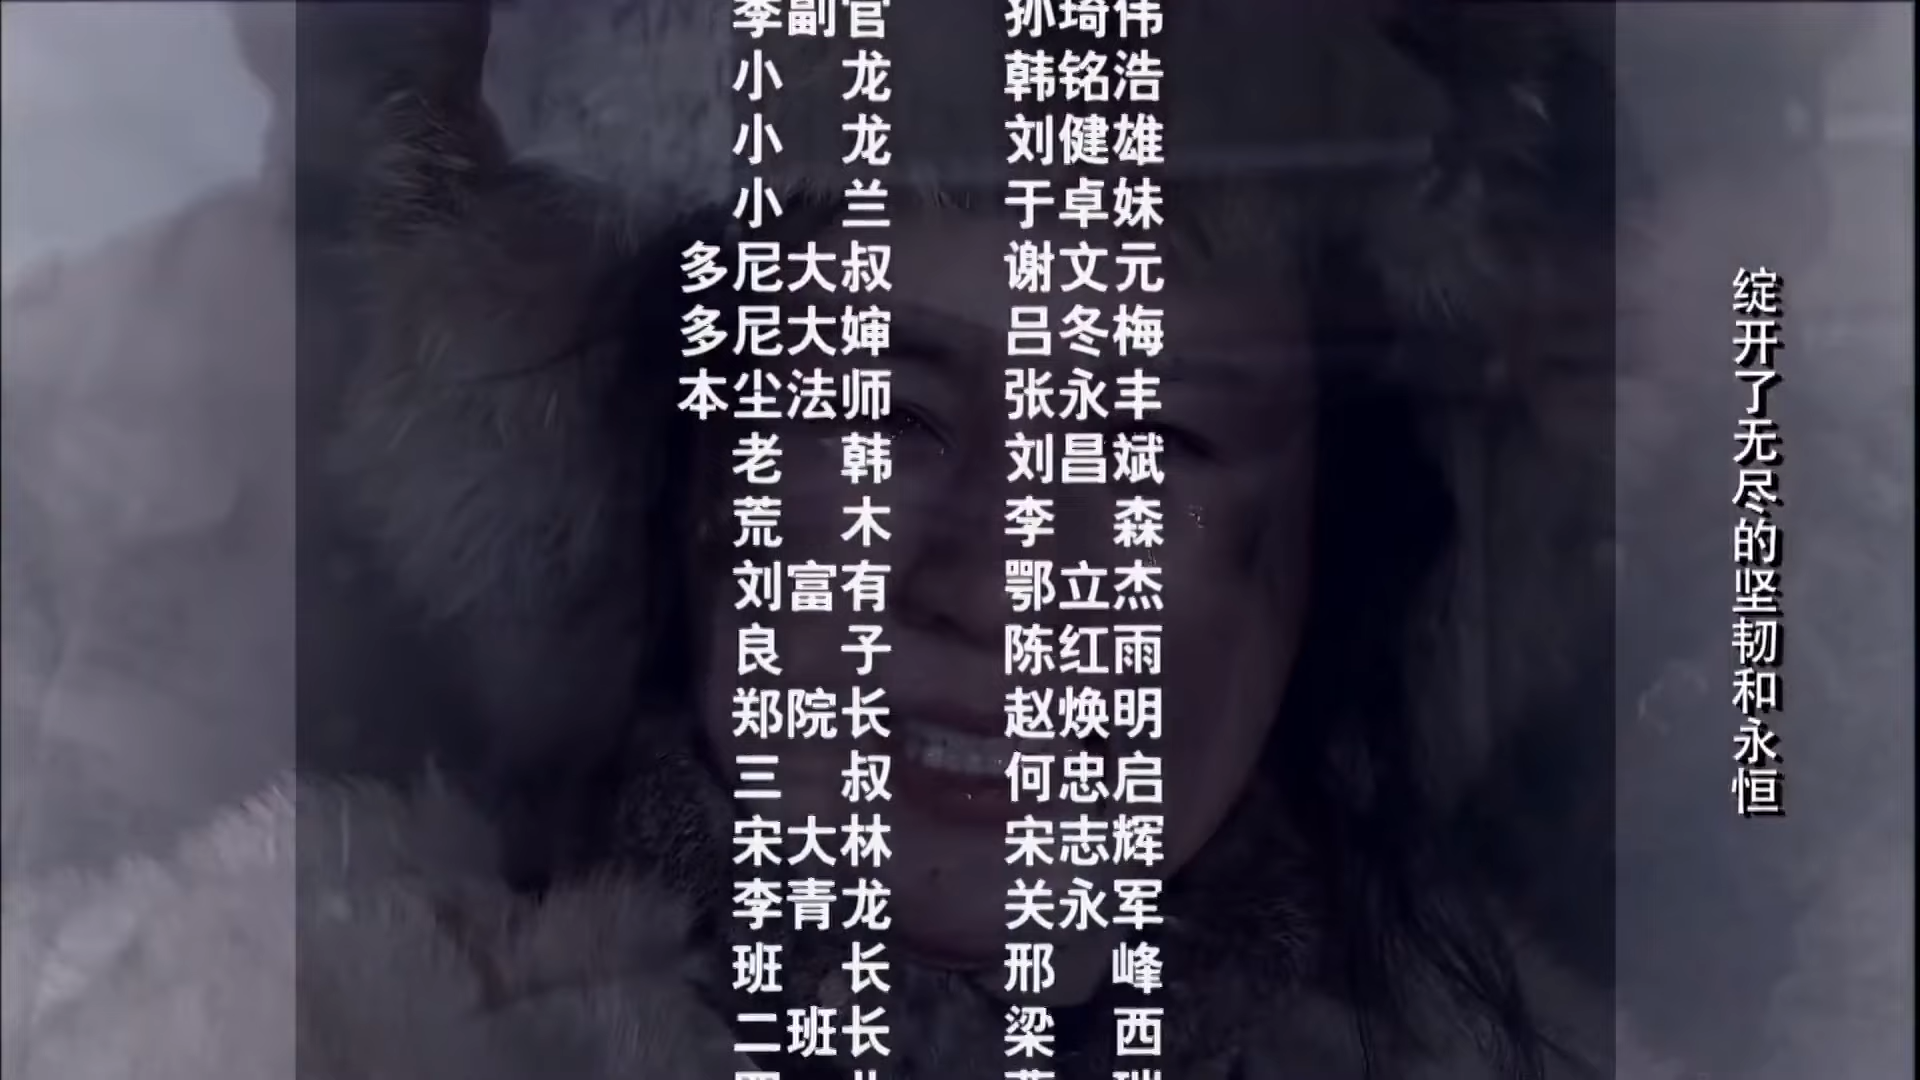 李副官 孙琦伟
小龙 韩铭浩
小龙 刘健雄
小兰 于卓妹
多尼大叔 谢文元
多尼大婶 吕冬梅
本尘法师 张永丰
老韩 刘昌斌
荒木 李森
刘富有 鄂立杰
良子 陈红雨
郑院长 赵焕明
三叔 何忠启
宋大林 宋志辉
李青龙 关永军
班长 邢峰
二班长 梁西
绽开了无尽的坚韧和永恒